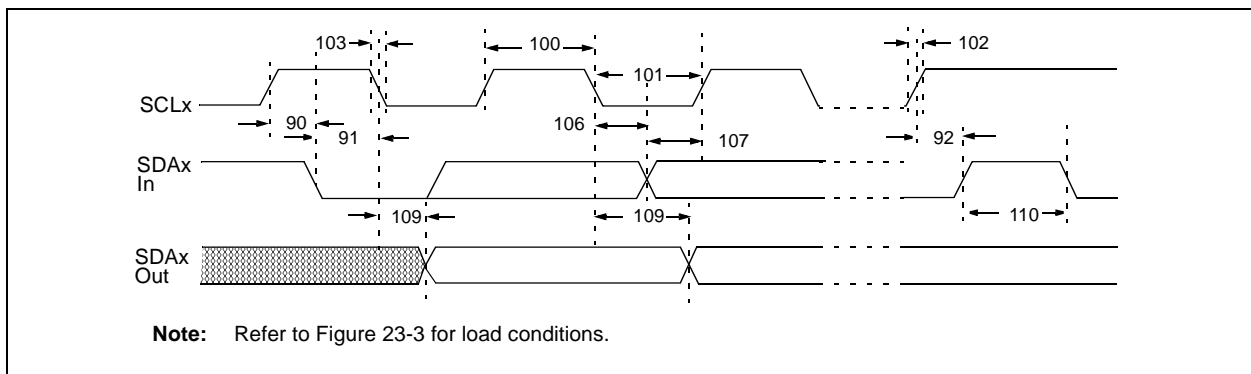 103
100
102
101
SCLx
90
91
106
107
92
SDAx
In
109
109
110
SDAx
Out
Note: Refer to Figure 23-3 for load conditions.